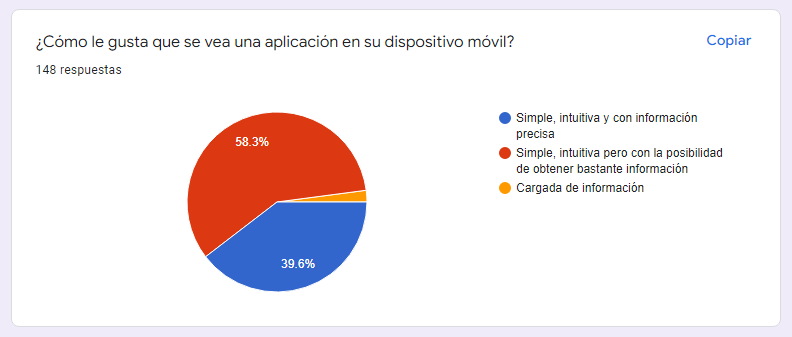 ¿Cómo le gusta que se vea una aplicación en su dispositivo móvil?
Copiar
148 respuestas
58.3%
39.6%
Simple, intuitiva y con información
precisa
Simple, intuitiva pero con la posibilidad
de obtener bastante información
Cargada de información